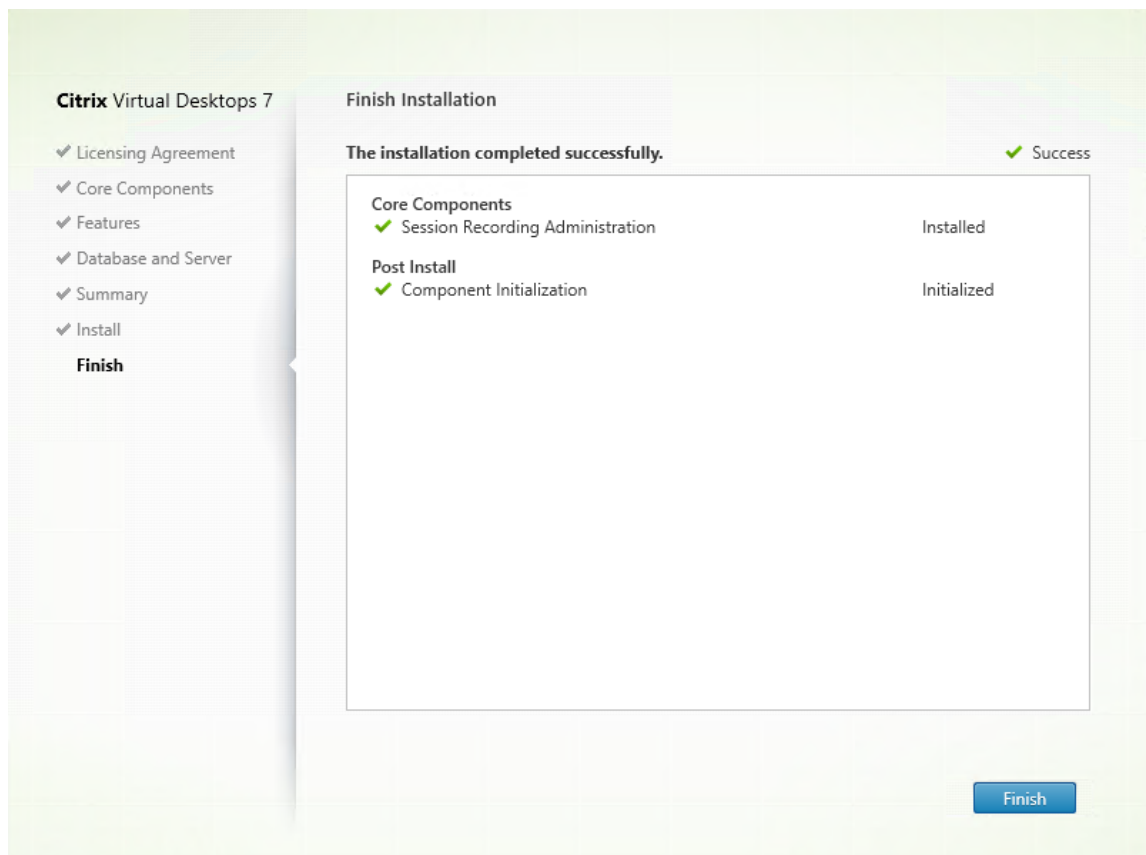 Citrix Virtual Desktops 7
Licensing Agreement
Core Components
Features
Database and Server
Summary
Install
Finish
Finish Installation
The installation completed successfully.
Success
Core Components
Session Recording Administration Installed
Post Install
Component Initialization Initialized
Finish